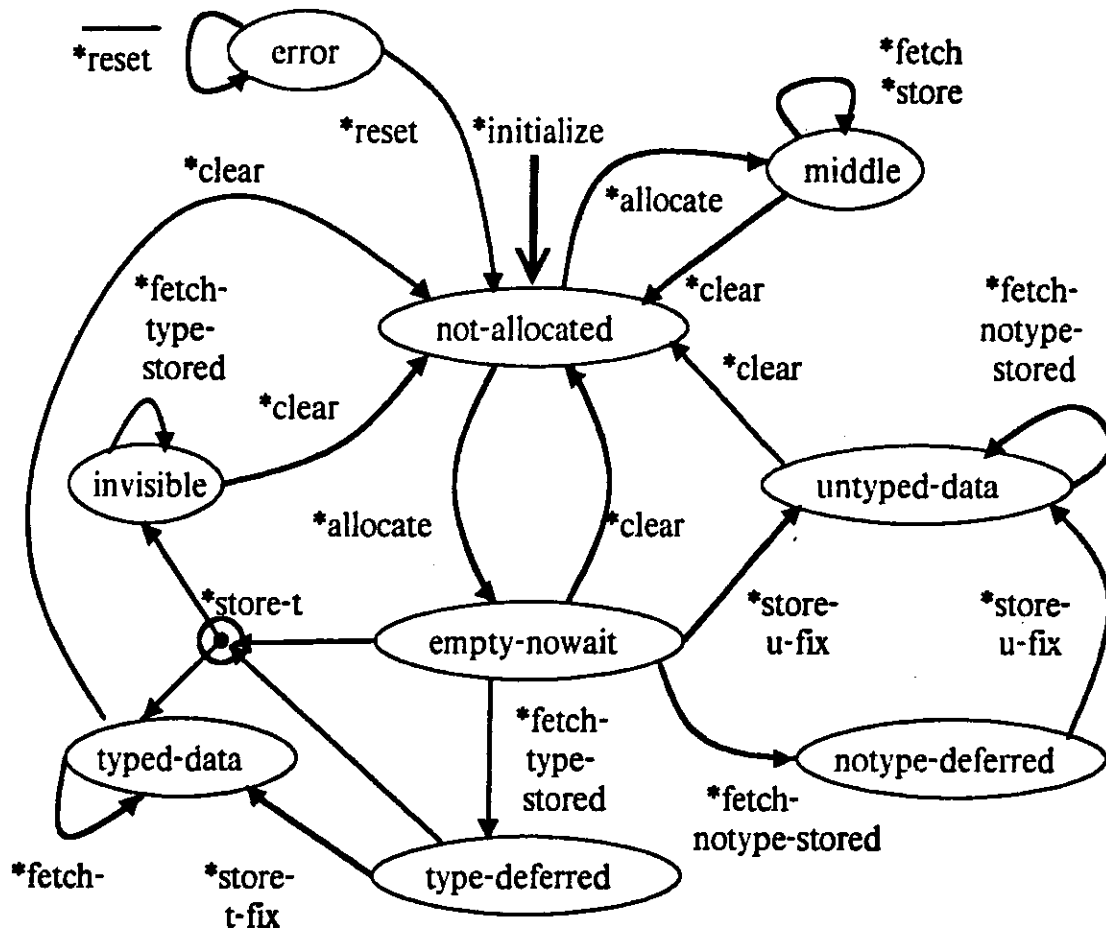 *reset
error
*fetch
*store
*reset
*initialize
middle
*clear
*allocate
*fetch-
type-
stored
*clear
*fetch-
notype-
stored
not-allocated
*clear
*clear
invisible
untyped-data
*allocate
*clear
*store-t
empty-nowait
*store-
u-fix
*store-
u-fix
typed-data
*fetch-
type-
stored
notype-deferred
*fetch-
notype-stored
*fetch-
*store-
t-fix
type-deferred